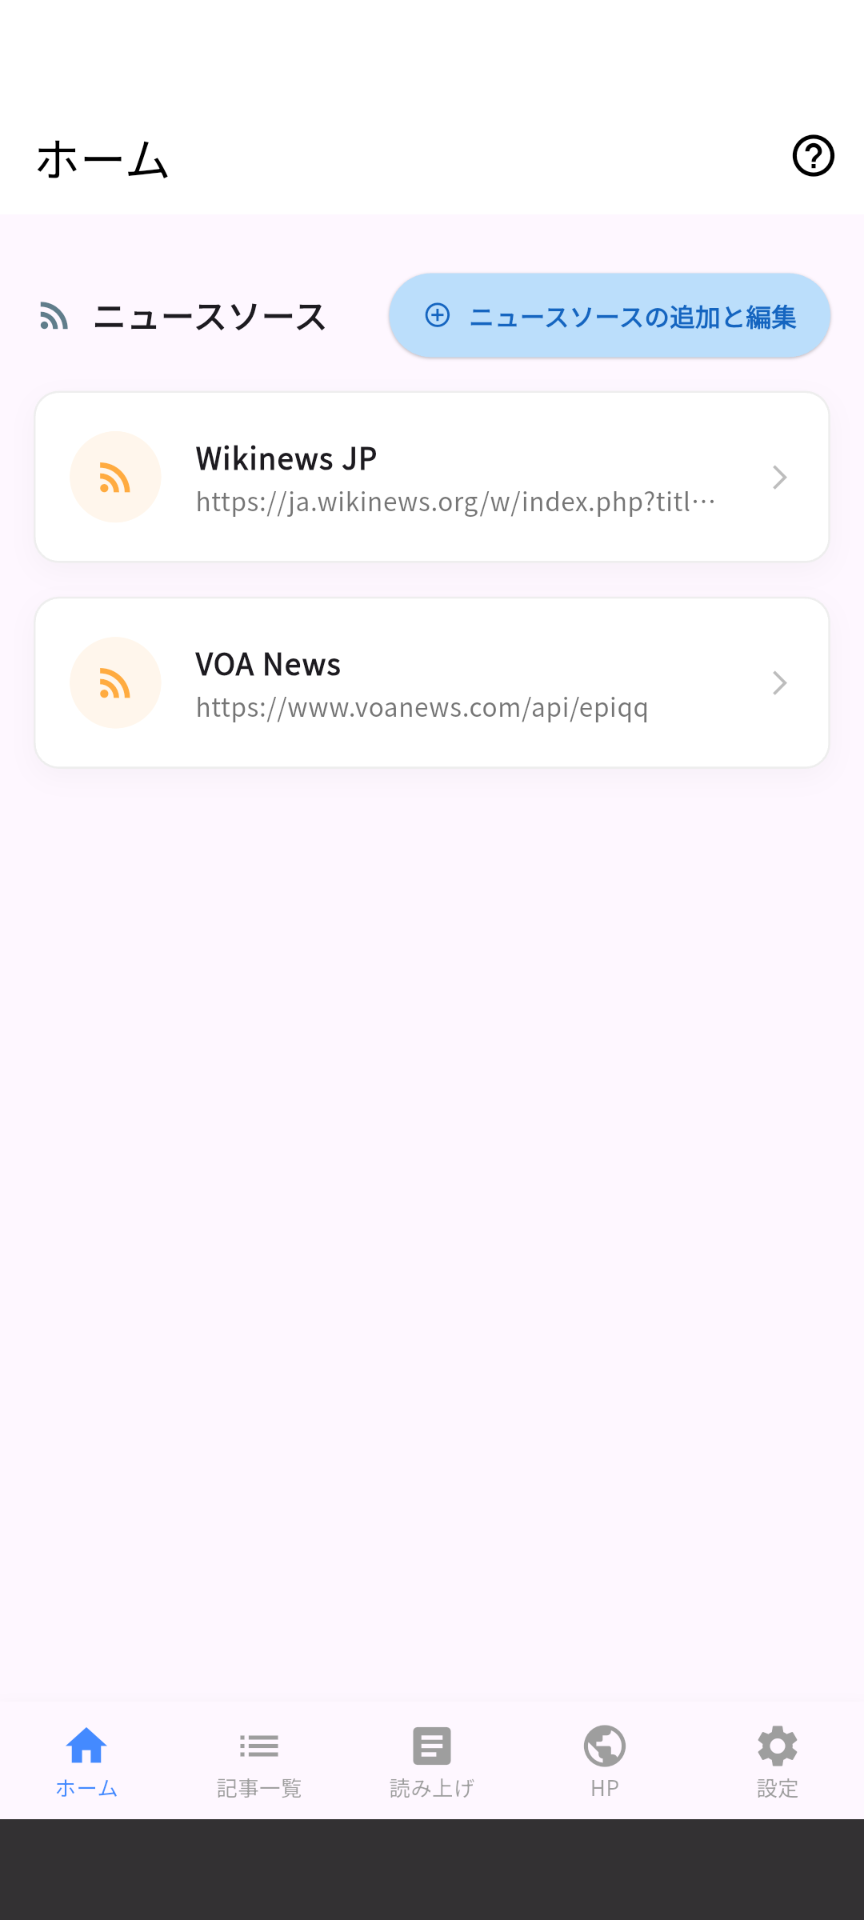 ホーム
ニュースソース
ニュースソースの追加と編集
Wikinews JP
https://ja.wikinews.org/w/index.php?titl…
VOA News
https://www.voanews.com/api/epiqq
ホーム
記事一覧
読み上げ
HP
設定